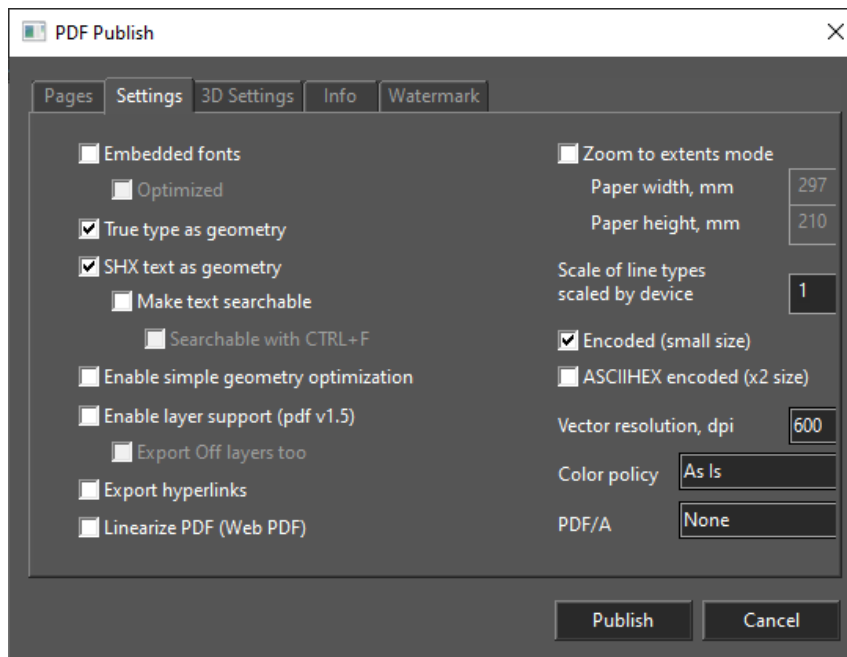 PDF Publish
Pages Settings 3D Settings Info Watermark
Embedded fonts
Optimized
True type as geometry
SHX text as geometry
Make text searchable
Searchable with CTRL+F
Enable simple geometry optimization
Enable layer support (pdf v1.5)
Export Off layers too
Export hyperlinks
Linearize PDF (Web PDF)
Zoom to extents mode
Paper width, mm 297
Paper height, mm 210
Scale of line types
scaled by device 1
Encoded (small size)
ASCIIHEX encoded (x2 size)
Vector resolution, dpi 600
Color policy As Is
PDF/A None
Publish Cancel